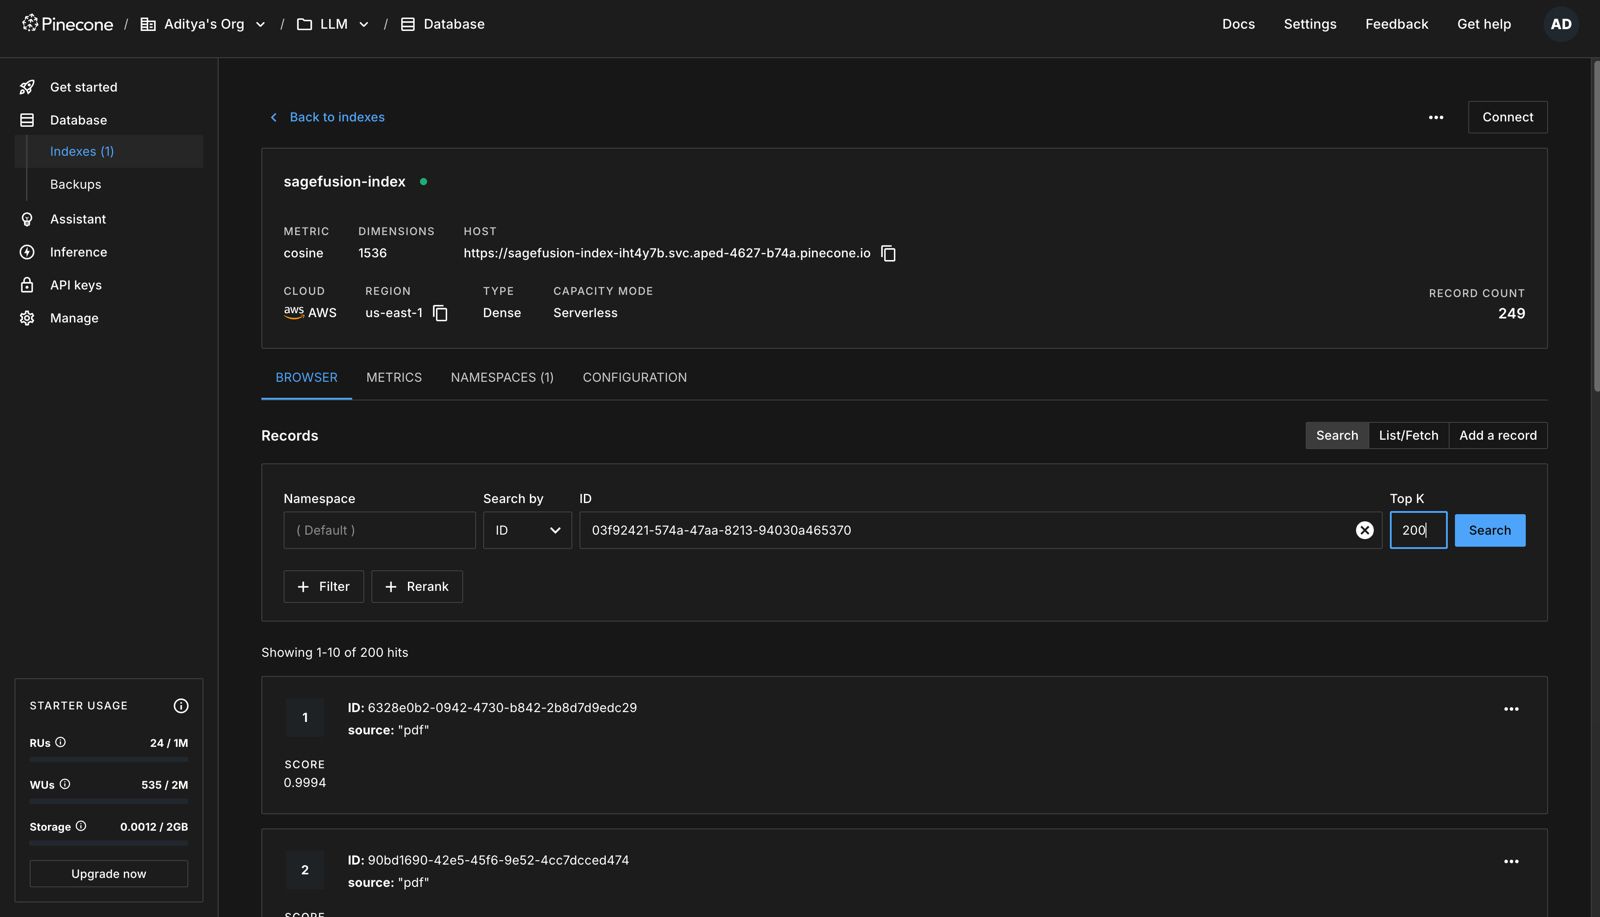 Pinecone / Aditya's Org / LLM / Database
Docs Settings Feedback Get help AD
Get started
Database
Indexes (1)
Backups
Assistant
Inference
API keys
Manage
STARTER USAGE
RUs 24 / 1M
WUs 535 / 2M
Storage 0.0012 / 2GB
Upgrade now
Back to indexes
Connect
sagefusion-index
METRIC DIMENSIONS HOST
cosine 1536 https://sagefusion-index-iht4y7b.svc.aped-4627-b74a.pinecone.io
CLOUD REGION TYPE CAPACITY MODE RECORD COUNT
aws AWS us-east-1 Dense Serverless 249
BROWSER METRICS NAMESPACES (1) CONFIGURATION
Records Search List/Fetch Add a record
Namespace Search by ID Top K
( Default ) ID 03f92421-574a-47aa-8213-94030a465370 200 Search
+ Filter + Rerank
Showing 1-10 of 200 hits
1 ID: 6328e0b2-0942-4730-b842-2b8d7d9edc29
source: "pdf"
SCORE
0.9994
2 ID: 90bd1690-42e5-45f6-9e52-4cc7dcced474
source: "pdf"
SCORE